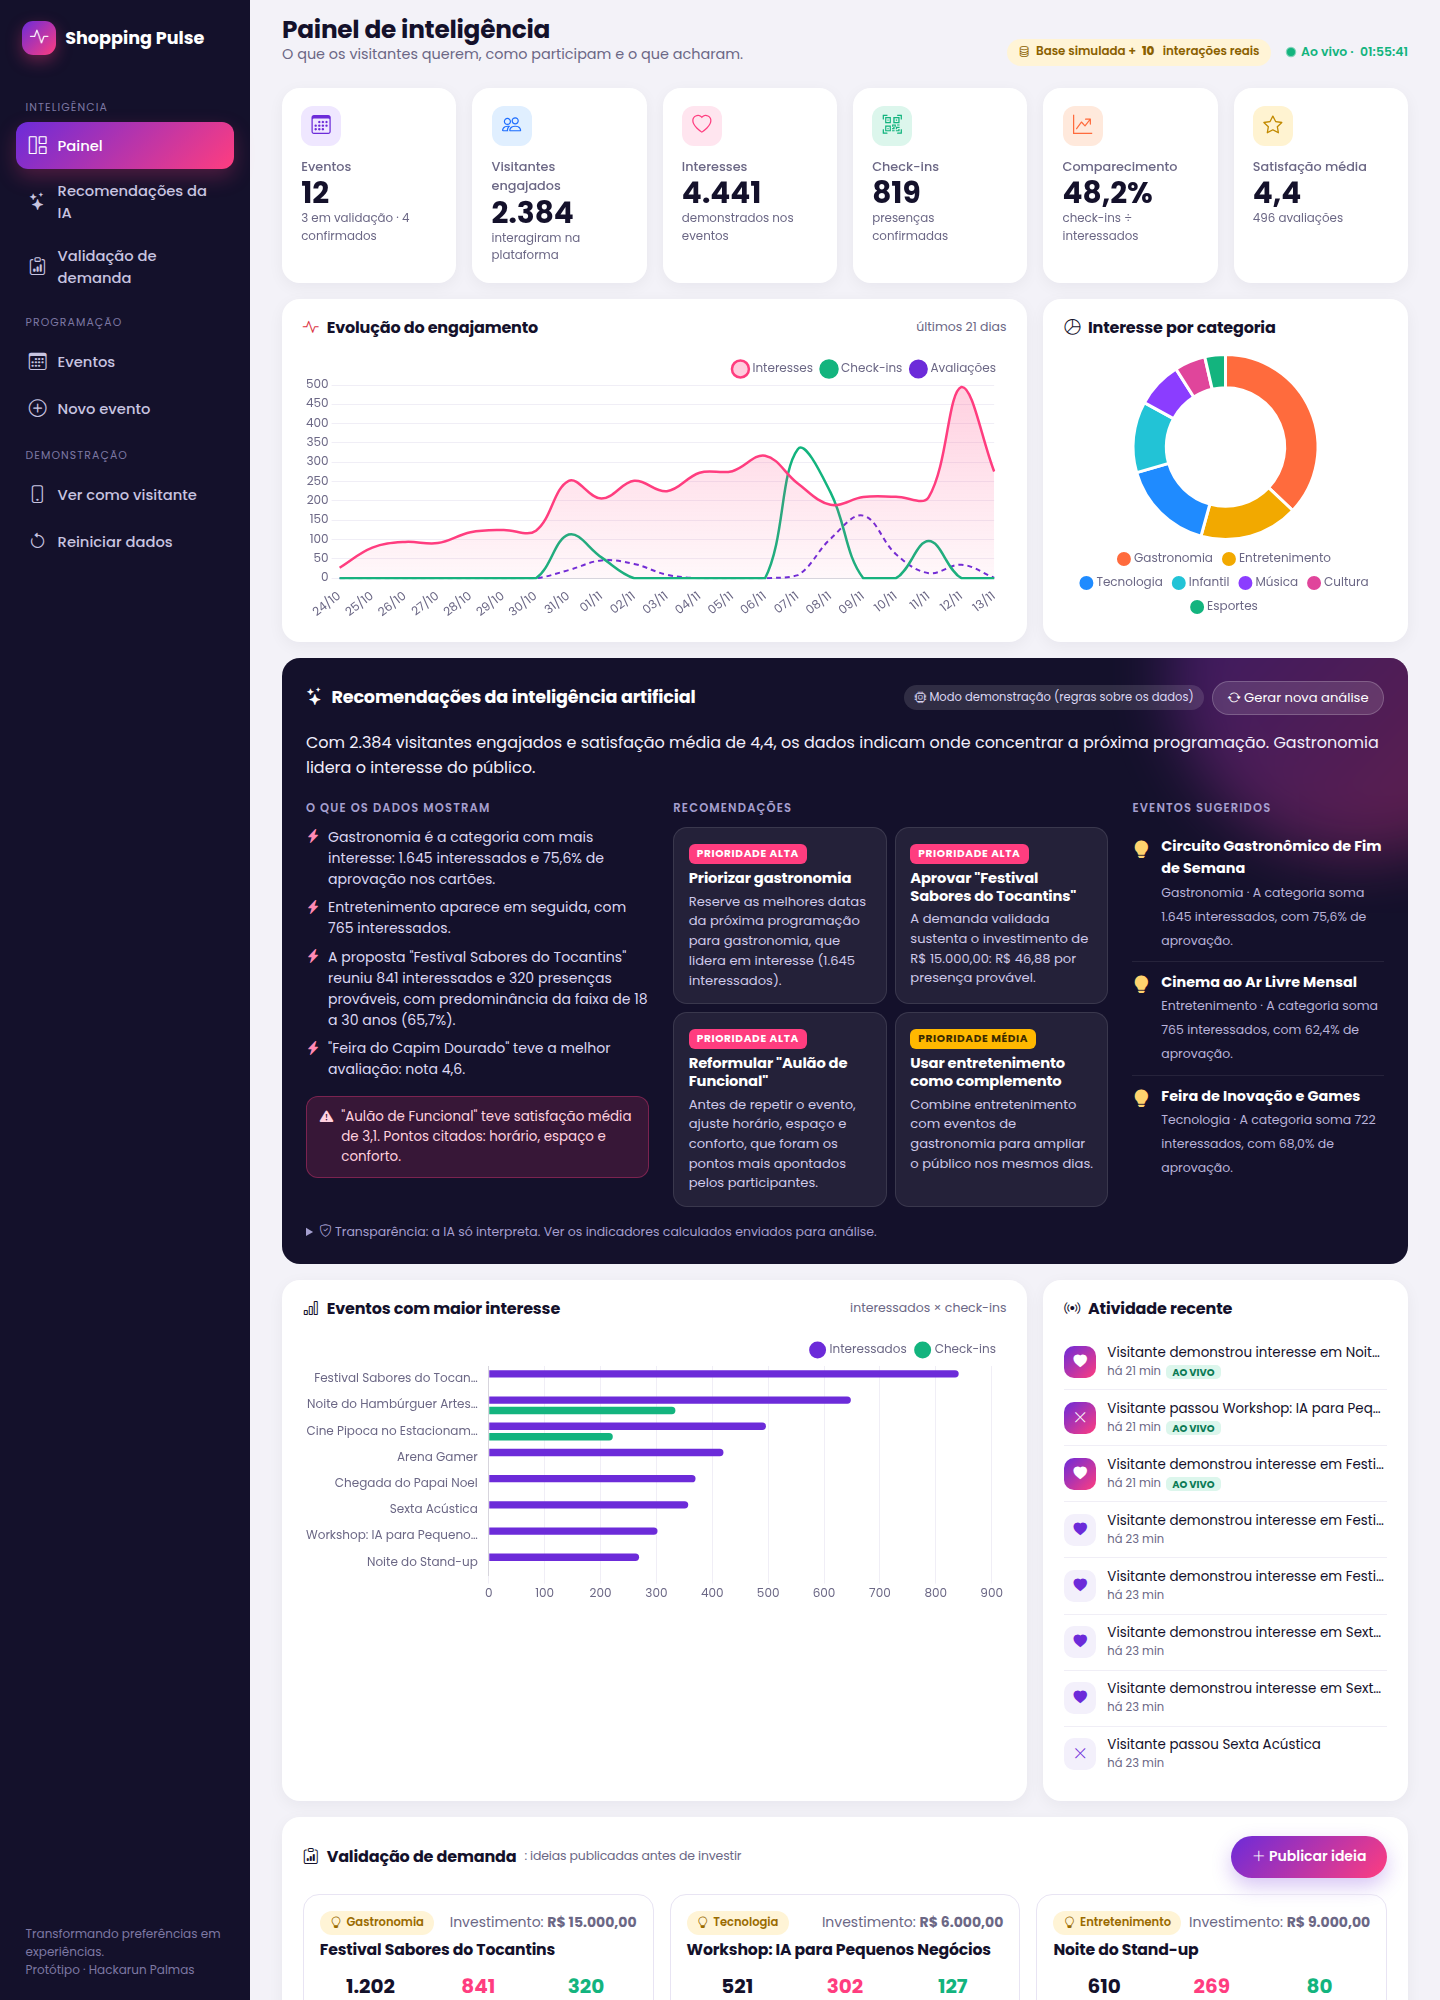 Shopping Pulse
INTELIGÊNCIA
Painel
Recomendações da
IA
Validação de
demanda
PROGRAMAÇÃO
Eventos
Novo evento
DEMONSTRAÇÃO
Ver como visitante
Reiniciar dados
Transformando preferências em
experiências.
Protótipo · Hackarun Palmas
Painel de inteligência
O que os visitantes querem, como participam e o que acharam.
Base simulada + 10 interações reais
Ao vivo · 01:55:41
Eventos
12
3 em validação · 4
confirmados
Visitantes
engajados
2.384
interagiram na
plataforma
Interesses
4.441
demonstrados nos
eventos
Check-ins
819
presenças
confirmadas
Comparecimento
48,2%
check-ins ÷
interessados
Satisfação média
4,4
496 avaliações
Evolução do engajamento
últimos 21 dias
Interesses Check-ins Avaliações
500
450
400
350
300
250
200
150
100
50
0
24/10 25/10 26/10 27/10 28/10 29/10 30/10 31/10 01/11 02/11 03/11 04/11 05/11 06/11 07/11 08/11 09/11 10/11 11/11 12/11 13/11
Interesse por categoria
Gastronomia Entretenimento
Tecnologia Infantil Música Cultura
Esportes
Recomendações da inteligência artificial
Modo demonstração (regras sobre os dados)
Gerar nova análise
Com 2.384 visitantes engajados e satisfação média de 4,4, os dados indicam onde concentrar a próxima programação. Gastronomia
lidera o interesse do público.
O QUE OS DADOS MOSTRAM
Gastronomia é a categoria com mais
interesse: 1.645 interessados e 75,6% de
aprovação nos cartões.
Entretenimento aparece em seguida, com
765 interessados.
A proposta "Festival Sabores do Tocantins"
reuniu 841 interessados e 320 presenças
prováveis, com predominância da faixa de 18
a 30 anos (65,7%).
"Feira do Capim Dourado" teve a melhor
avaliação: nota 4,6.
"Aulão de Funcional" teve satisfação média
de 3,1. Pontos citados: horário, espaço e
conforto.
RECOMENDAÇÕES
PRIORIDADE ALTA
Priorizar gastronomia
Reserve as melhores datas
da próxima programação
para gastronomia, que
lidera em interesse (1.645
interessados).
PRIORIDADE ALTA
Aprovar "Festival
Sabores do Tocantins"
A demanda validada
sustenta o investimento de
R$ 15.000,00: R$ 46,88 por
presença provável.
PRIORIDADE ALTA
Reformular "Aulão de
Funcional"
Antes de repetir o evento,
ajuste horário, espaço e
conforto, que foram os
pontos mais apontados
pelos participantes.
PRIORIDADE MÉDIA
Usar entretenimento
como complemento
Combine entretenimento
com eventos de
gastronomia para ampliar
o público nos mesmos dias.
EVENTOS SUGERIDOS
Circuito Gastronômico de Fim
de Semana
Gastronomia · A categoria soma
1.645 interessados, com 75,6% de
aprovação.
Cinema ao Ar Livre Mensal
Entretenimento · A categoria soma
765 interessados, com 62,4% de
aprovação.
Feira de Inovação e Games
Tecnologia · A categoria soma 722
interessados, com 68,0% de
aprovação.
Transparência: a IA só interpreta. Ver os indicadores calculados enviados para análise.
Eventos com maior interesse
interessados × check-ins
Interessados Check-ins
Festival Sabores do Tocan…
Noite do Hambúrguer Artes…
Cine Pipoca no Estacionam…
Arena Gamer
Chegada do Papai Noel
Sexta Acústica
Workshop: IA para Pequeno…
Noite do Stand-up
0 100 200 300 400 500 600 700 800 900
Atividade recente
Visitante demonstrou interesse em Noit…
há 21 min AO VIVO
Visitante passou Workshop: IA para Peq…
há 21 min AO VIVO
Visitante demonstrou interesse em Festi…
há 21 min AO VIVO
Visitante demonstrou interesse em Festi…
há 23 min
Visitante demonstrou interesse em Festi…
há 23 min
Visitante demonstrou interesse em Sext…
há 23 min
Visitante demonstrou interesse em Sext…
há 23 min
Visitante passou Sexta Acústica
há 23 min
Validação de demanda : ideias publicadas antes de investir
Publicar ideia
Gastronomia Investimento: R$ 15.000,00
Festival Sabores do Tocantins
1.202 841 320
Tecnologia Investimento: R$ 6.000,00
Workshop: IA para Pequenos Negócios
521 302 127
Entretenimento Investimento: R$ 9.000,00
Noite do Stand-up
610 269 80